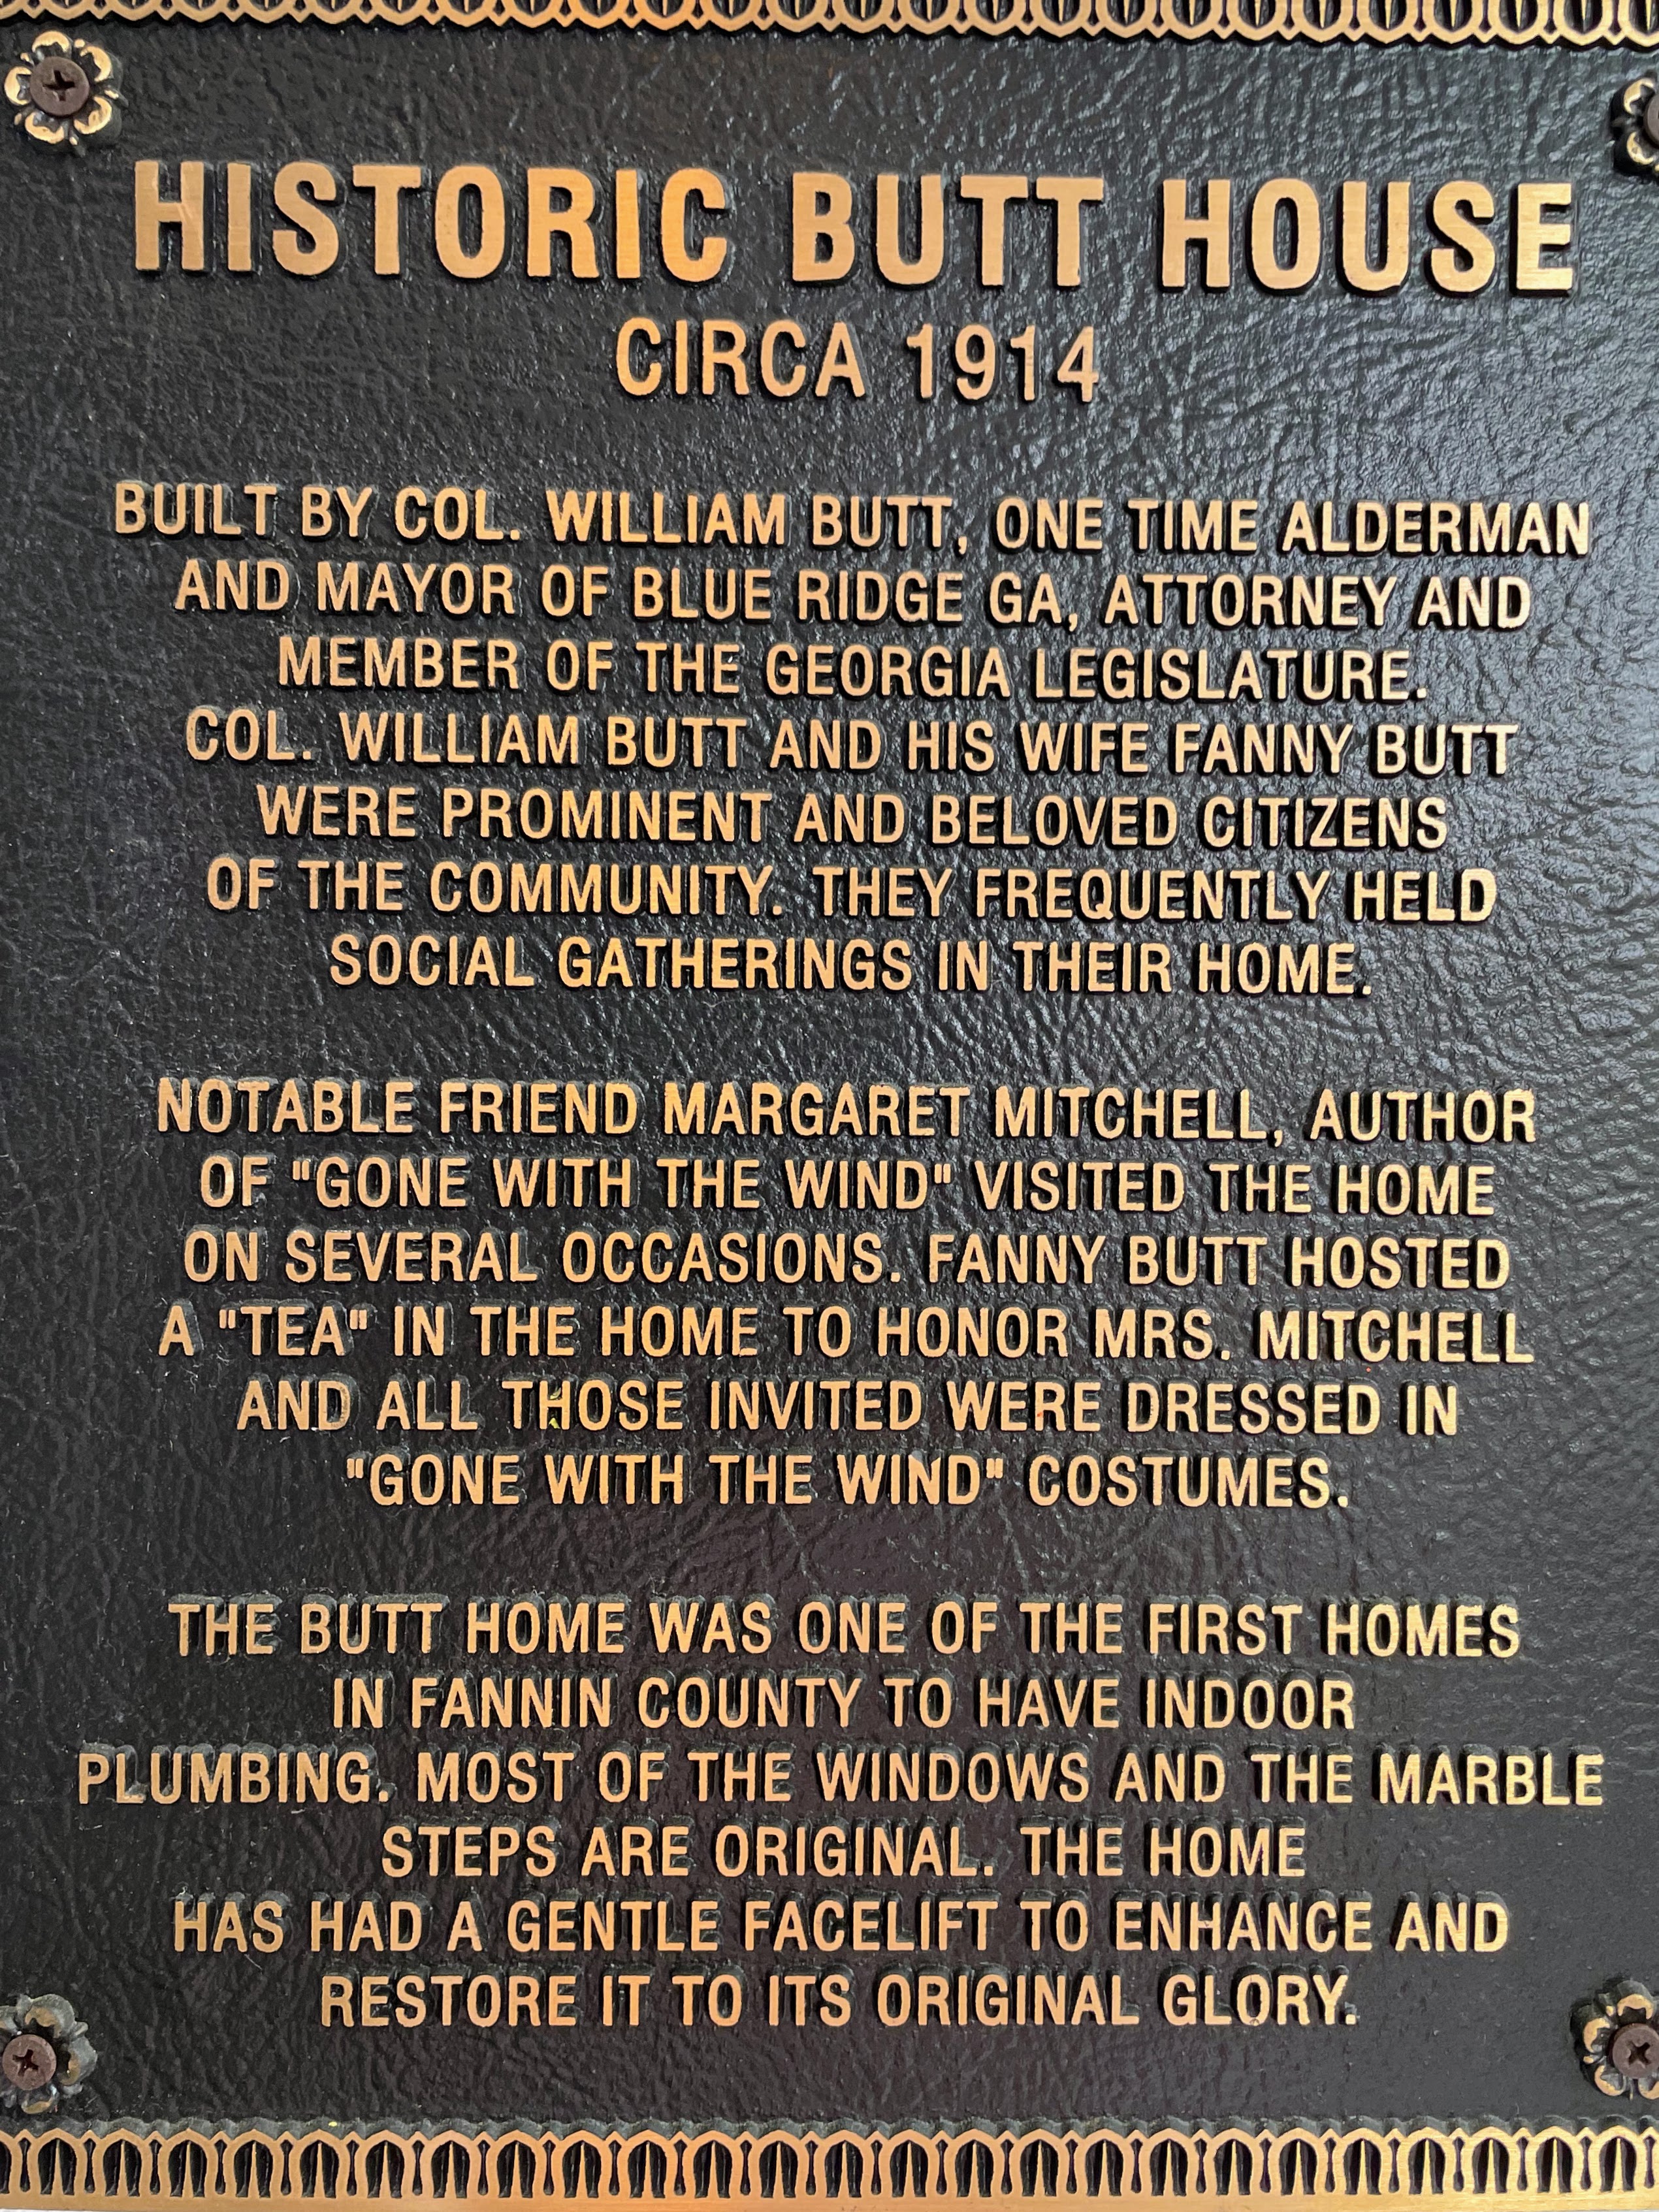 HISTORIC BUTT HOUSE
CIRCA 1914
BUILT BY COL. WILLIAM BUTT, ONE TIME ALDERMAN
AND MAYOR OF BLUE RIDGE GA, ATTORNEY AND
MEMBER OF THE GEORGIA LEGISLATURE.
COL. WILLIAM BUTT AND HIS WIFE FANNY BUTT
WERE PROMINENT AND BELOVED CITIZENS
OF THE COMMUNITY. THEY FREQUENTLY HELD
SOCIAL GATHERINGS IN THEIR HOME.
NOTABLE FRIEND MARGARET MITCHELL, AUTHOR
OF "GONE WITH THE WIND" VISITED THE HOME
ON SEVERAL OCCASIONS. FANNY BUTT HOSTED
A "TEA" IN THE HOME TO HONOR MRS. MITCHELL
AND ALL THOSE INVITED WERE DRESSED IN
"GONE WITH THE WIND" COSTUMES.
THE BUTT HOME WAS ONE OF THE FIRST HOMES
IN FANNIN COUNTY TO HAVE INDOOR
PLUMBING. MOST OF THE WINDOWS AND THE MARBLE
STEPS ARE ORIGINAL. THE HOME
HAS HAD A GENTLE FACELIFT TO ENHANCE AND
RESTORE IT TO ITS ORIGINAL GLORY.